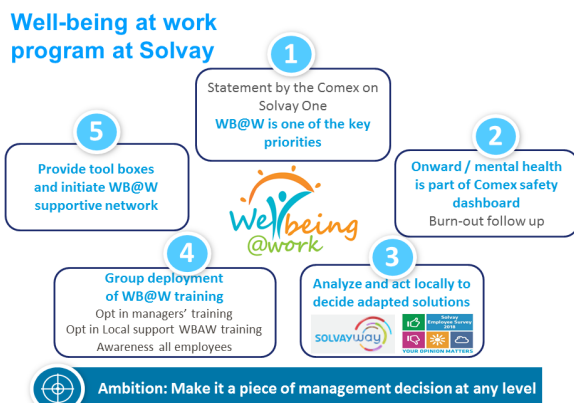 Well-being at work
program at Solvay
1
Statement by the Comex on
Solvay One
WB@W is one of the key
priorities
2
Onward / mental health
is part of Comex safety
dashboard
Burn-out follow up
3
Analyze and act locally to
decide adapted solutions
SOLVAYway
Solvay
Employee Survey
2016
YOUR OPINION MATTERS
4
Group deployment
of WB@W training
Opt in managers' training
Opt in Local support WBAW training
Awareness all employees
5
Provide tool boxes
and initiate WB@W
supportive network
Wellbeing
@work
Ambition: Make it a piece of management decision at any level